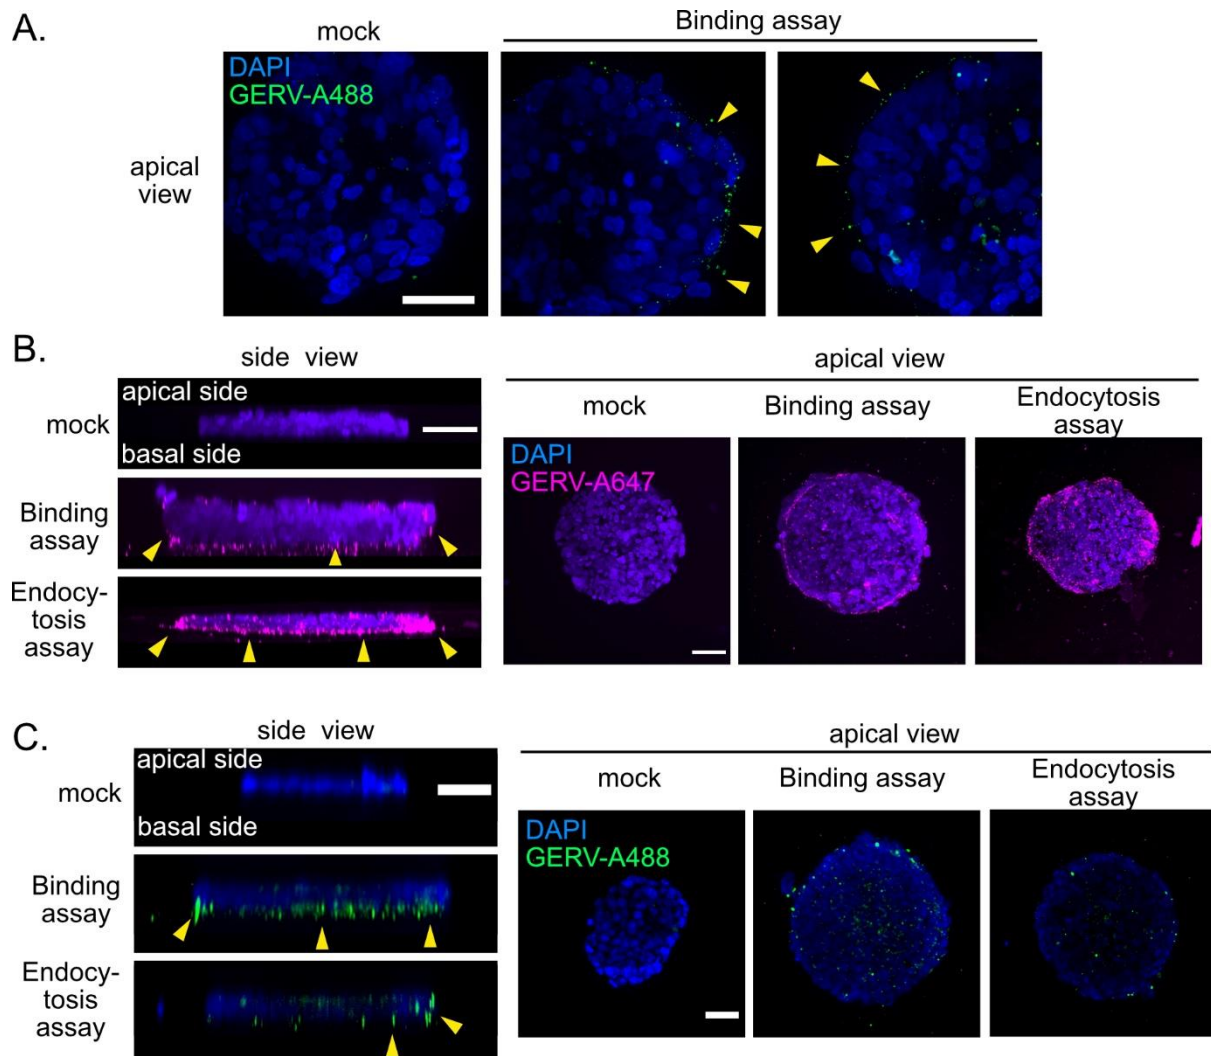 A.
mock
Binding assay
DAPI
GERV-A488
apical
view
B.
side view
apical view
apical side
mock
basal side
Binding
assay
Endocy-
tosis
assay
mock
Binding assay
Endocytosis
assay
DAPI
GERV-A647
C.
side view
apical view
apical side
mock
basal side
Binding
assay
Endocy-
tosis
assay
mock
Binding assay
Endocytosis
assay
DAPI
GERV-A488